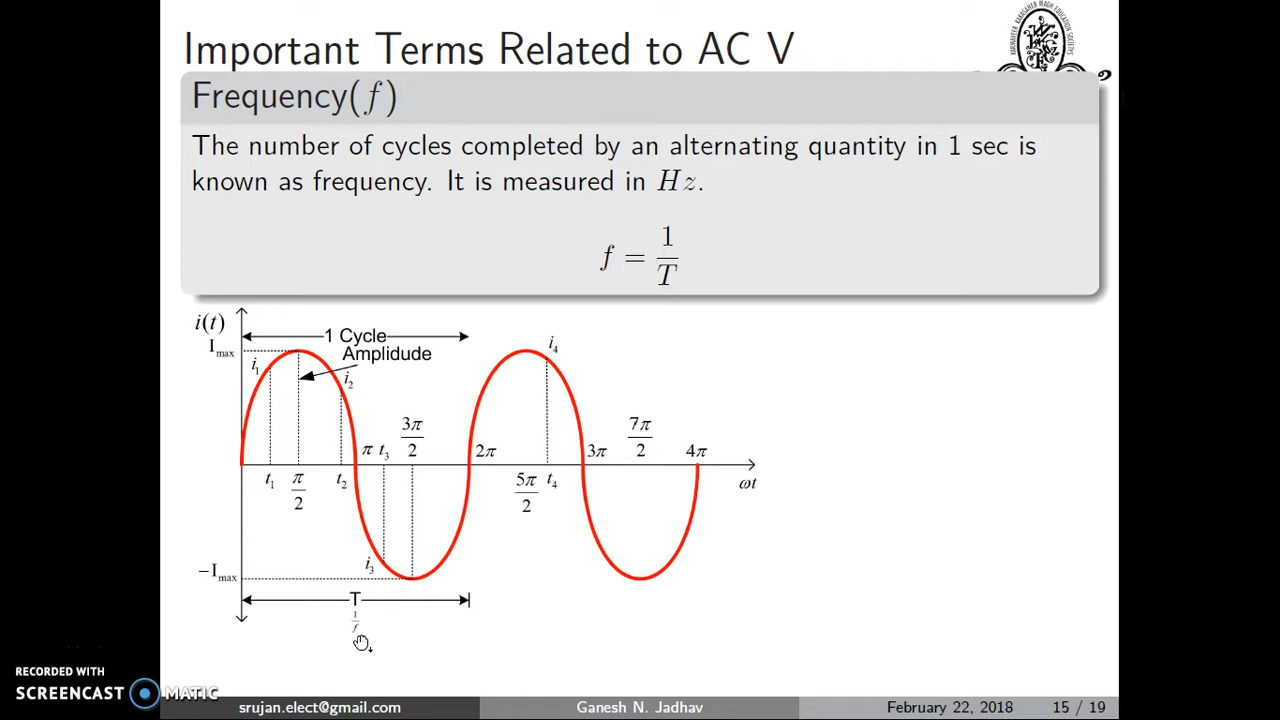 Important Terms Related to AC V
Frequency(f)
The number of cycles completed by an alternating quantity in 1 sec is
known as frequency. It is measured in Hz.
f = 1/T
i(t)
1 Cycle
Amplidude
I_max
i_1
i_2
i_4
π
t_3
3π/2
2π
3π
7π/2
4π
t_1
π/2
t_2
5π/2
t_4
ωt
i_3
−I_max
T
1/f
RECORDED WITH
SCREENCAST MATIC
srujan.elect@gmail.com
Ganesh N. Jadhav
February 22, 2018
15 / 19